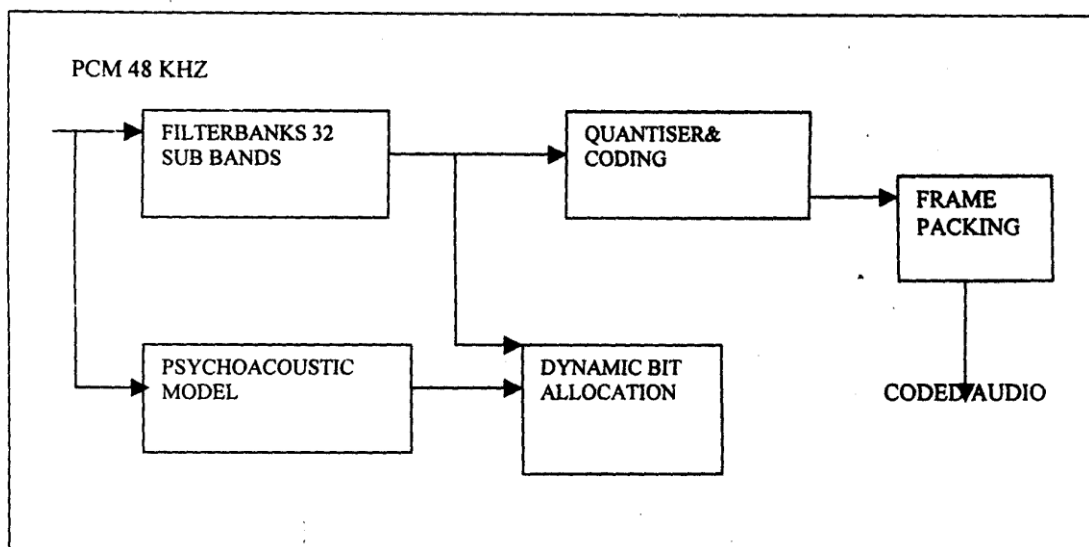 PCM 48 KHZ
FILTERBANKS 32
SUB BANDS
QUANTISER&
CODING
FRAME
PACKING
PSYCHOACOUSTIC
MODEL
DYNAMIC BIT
ALLOCATION
CODED AUDIO